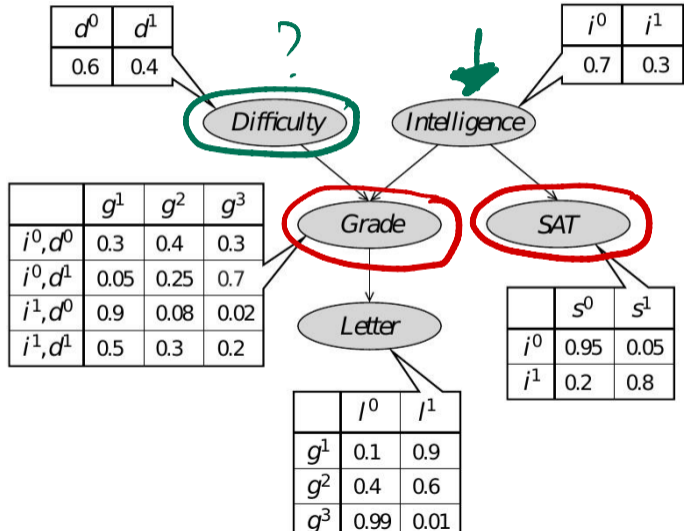 d⁰ d¹
0.6 0.4
?
i⁰ i¹
0.7 0.3
Difficulty
Intelligence
g¹ g² g³
i⁰,d⁰ 0.3 0.4 0.3
i⁰,d¹ 0.05 0.25 0.7
i¹,d⁰ 0.9 0.08 0.02
i¹,d¹ 0.5 0.3 0.2
Grade
SAT
Letter
s⁰ s¹
i⁰ 0.95 0.05
i¹ 0.2 0.8
l⁰ l¹
g¹ 0.1 0.9
g² 0.4 0.6
g³ 0.99 0.01